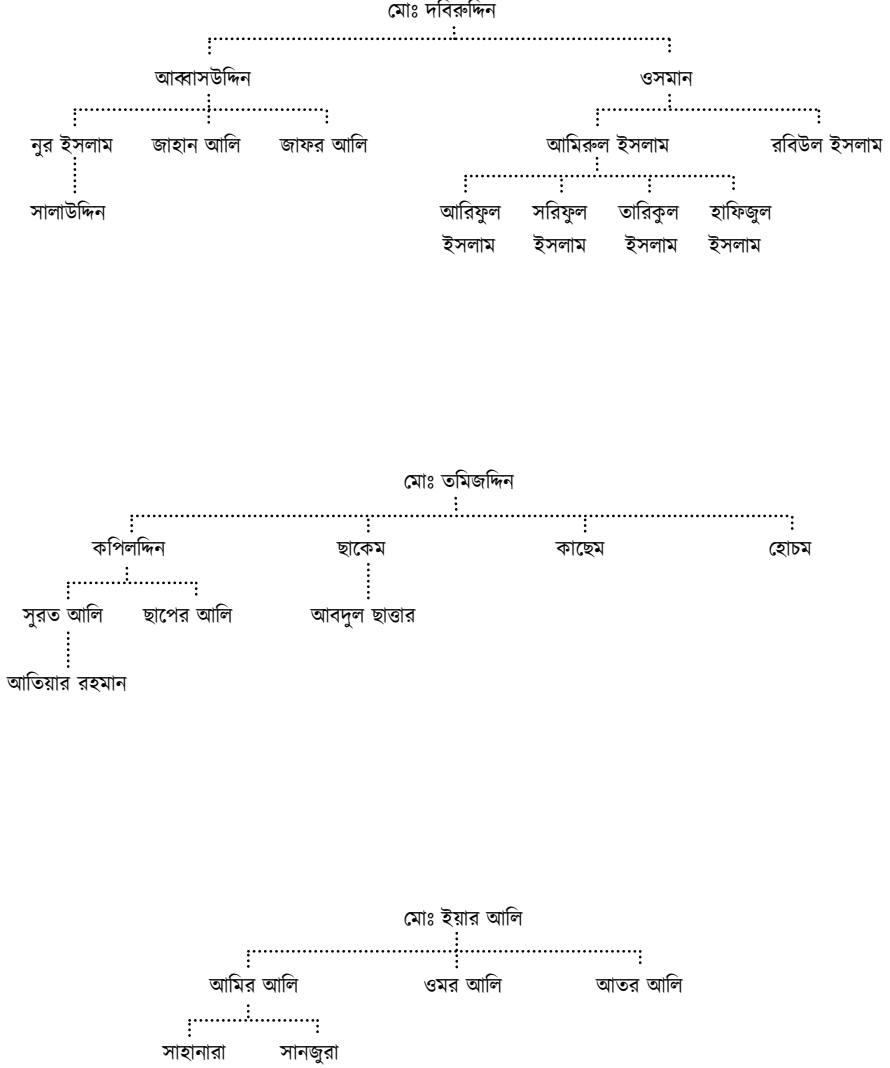 মোঃ দবিরুদ্দিন
আব্বাসউদ্দিন ওসমান
নুর ইসলাম জাহান আলি জাফর আলি আমিরুল ইসলাম রবিউল ইসলাম
সালাউদ্দিন আরিফুল সরিফুল তারিকুল হাফিজুল
ইসলাম ইসলাম ইসলাম ইসলাম
মোঃ তমিজদ্দিন
কপিলদ্দিন ছাকেম কাছেম হোচম
সুরত আলি ছাপের আলি আবদুল ছাত্তার
আতিয়ার রহমান
মোঃ ইয়ার আলি
আমির আলি ওমর আলি আতর আলি
সাহানারা সানজুরা